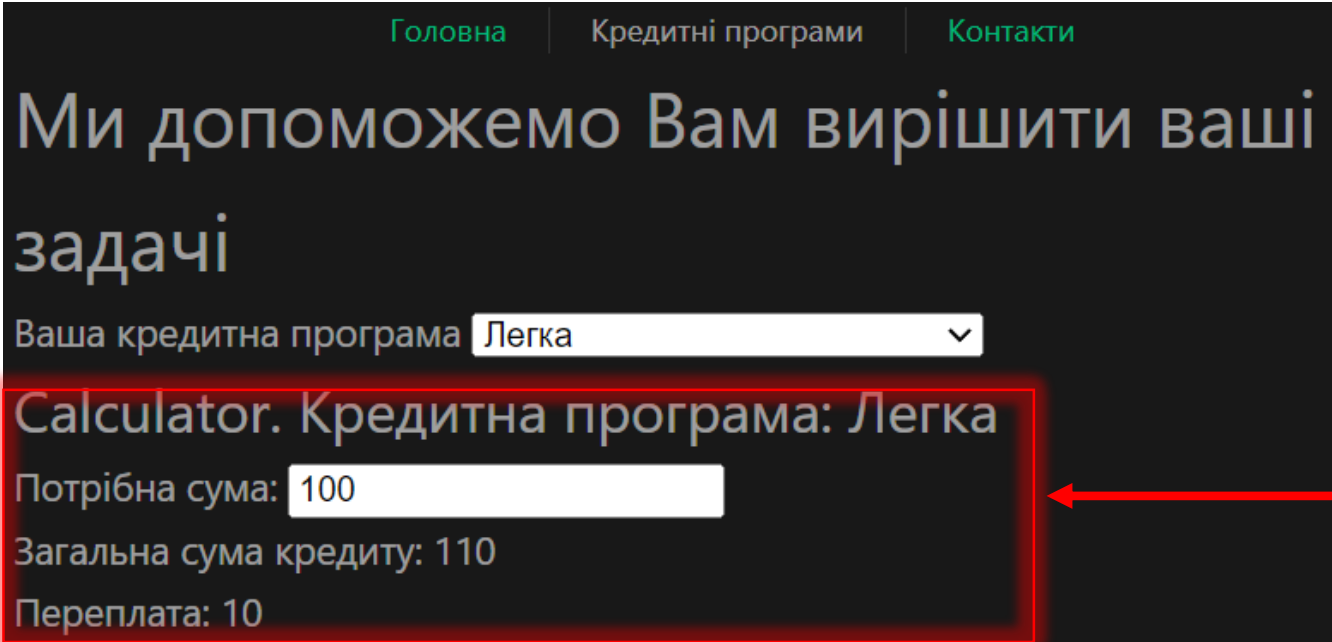 Головна Кредитні програми Контакти
Ми допоможемо Вам вирішити ваші
задачі
Ваша кредитна програма Легка
Calculator. Кредитна програма: Легка
Потрібна сума: 100
Загальна сума кредиту: 110
Переплата: 10